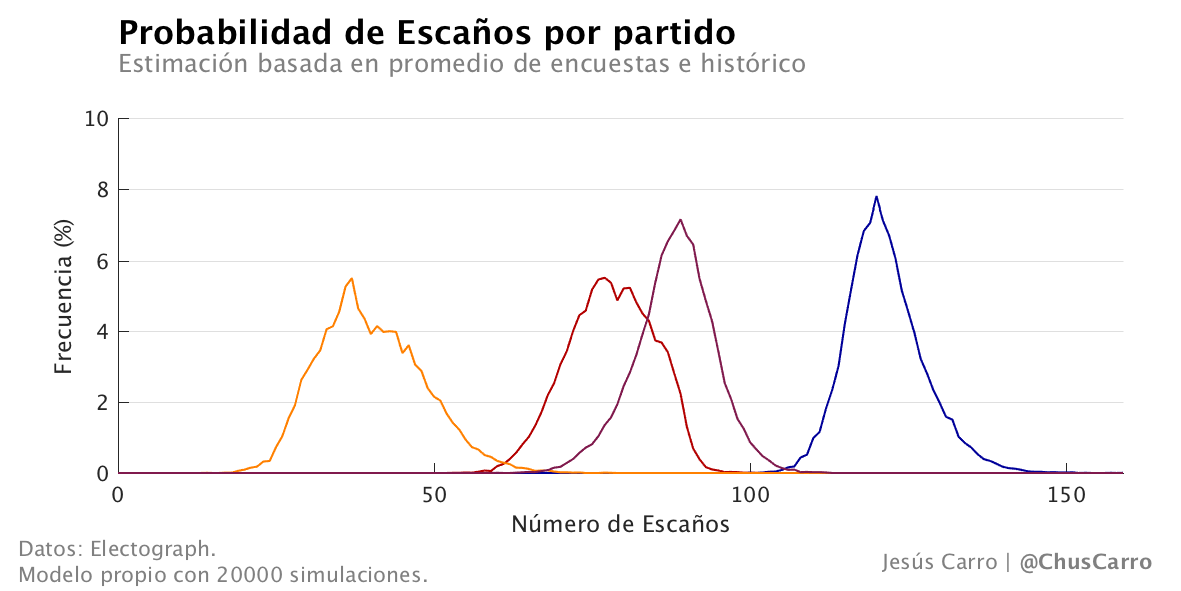 Probabilidad de Escaños por partido
Estimación basada en promedio de encuestas e histórico
10
8
6
4
2
0
Frecuencia (%)
0 50 100 150
Número de Escaños
Datos: Electograph.
Modelo propio con 20000 simulaciones.
Jesús Carro | @ChusCarro